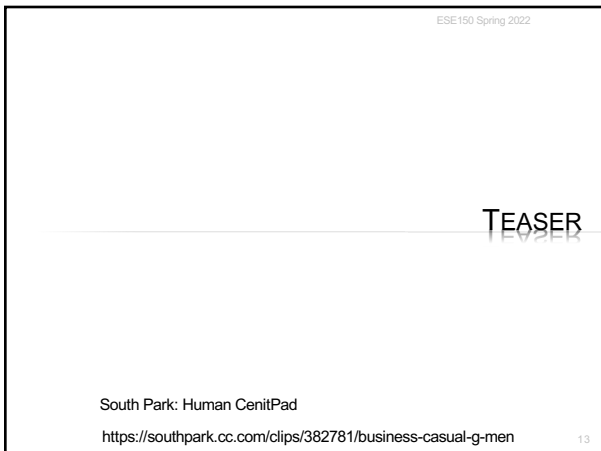 ESE150 Spring 2022
TEASER
South Park: Human CenitPad
https://southpark.cc.com/clips/382781/business-casual-g-men
13